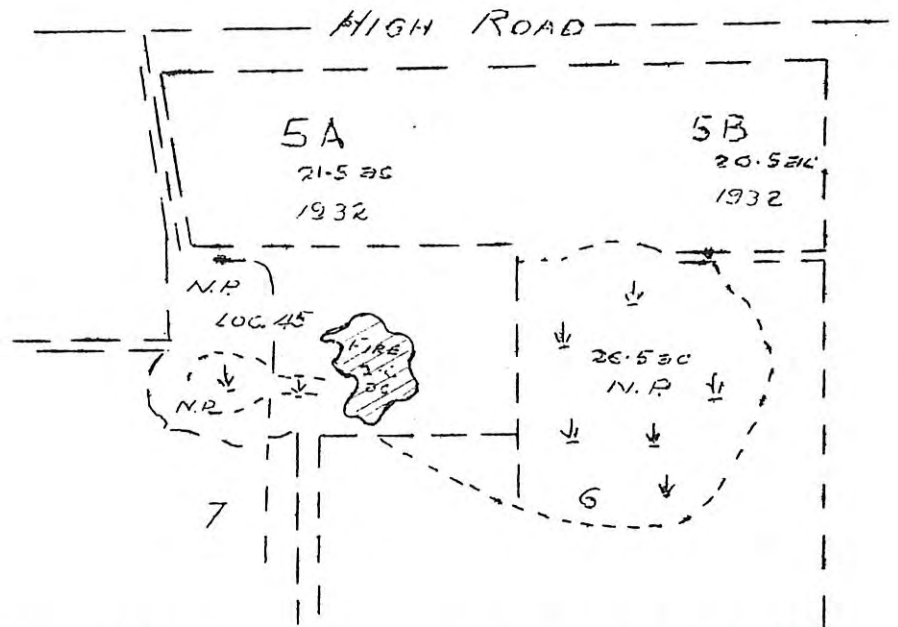 HIGH ROAD
5A
21.5 ac
1932
5B
20.5 ac
1932
N.P.
LOC. 45
FIRE
26.5 ac
N.P.
N.P.
6
7